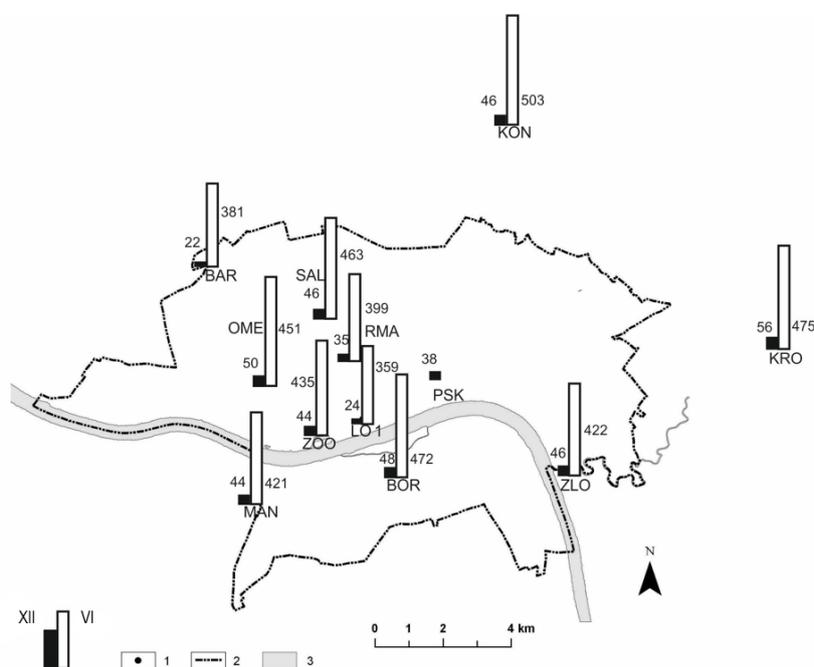 46 503
KON
381
22
BAR
463
SAL
46
399
OME 451
RMA
35
50
435
359
38
PSK
24
44
ZOO
LO 1
48 472
BOR
422
46
ZLO
56 475
KRO
44 421
MAN
N
XII VI
1 2 3
0 1 2 4 km